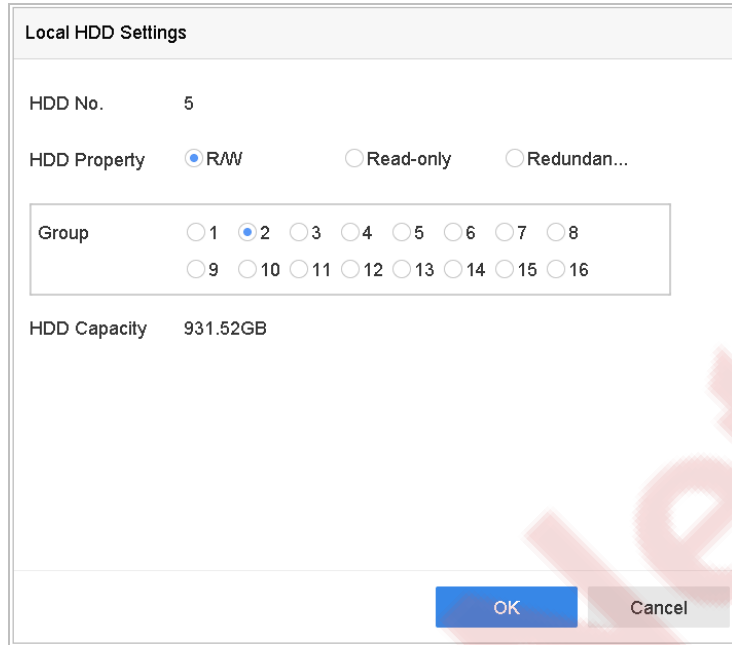 Local HDD Settings
HDD No. 5
HDD Property R/W Read-only Redundan...
Group 1 2 3 4 5 6 7 8
9 10 11 12 13 14 15 16
HDD Capacity 931.52GB
OK Cancel